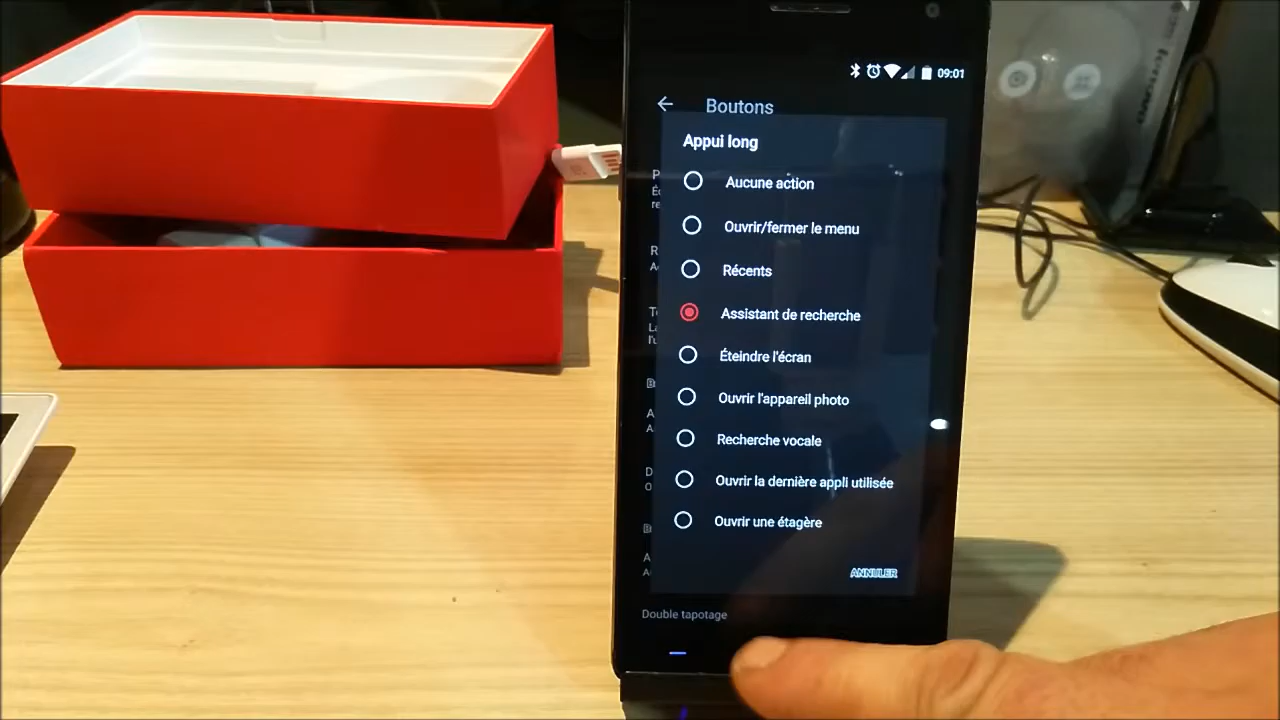 09:01
Boutons
Appui long
Aucune action
Ouvrir/fermer le menu
Récents
Assistant de recherche
Éteindre l'écran
Ouvrir l'appareil photo
Recherche vocale
Ouvrir la dernière appli utilisée
Ouvrir une étagère
ANNULER
Double tapotage